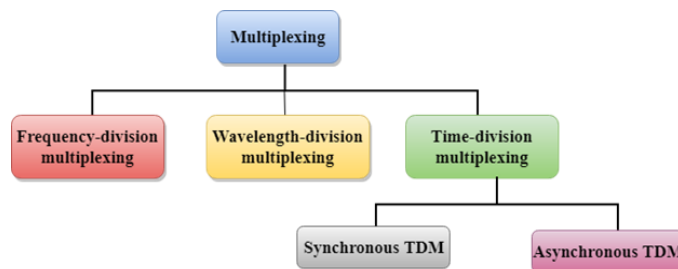 Multiplexing
Frequency-division
multiplexing
Wavelength-division
multiplexing
Time-division
multiplexing
Synchronous TDM
Asynchronous TDM